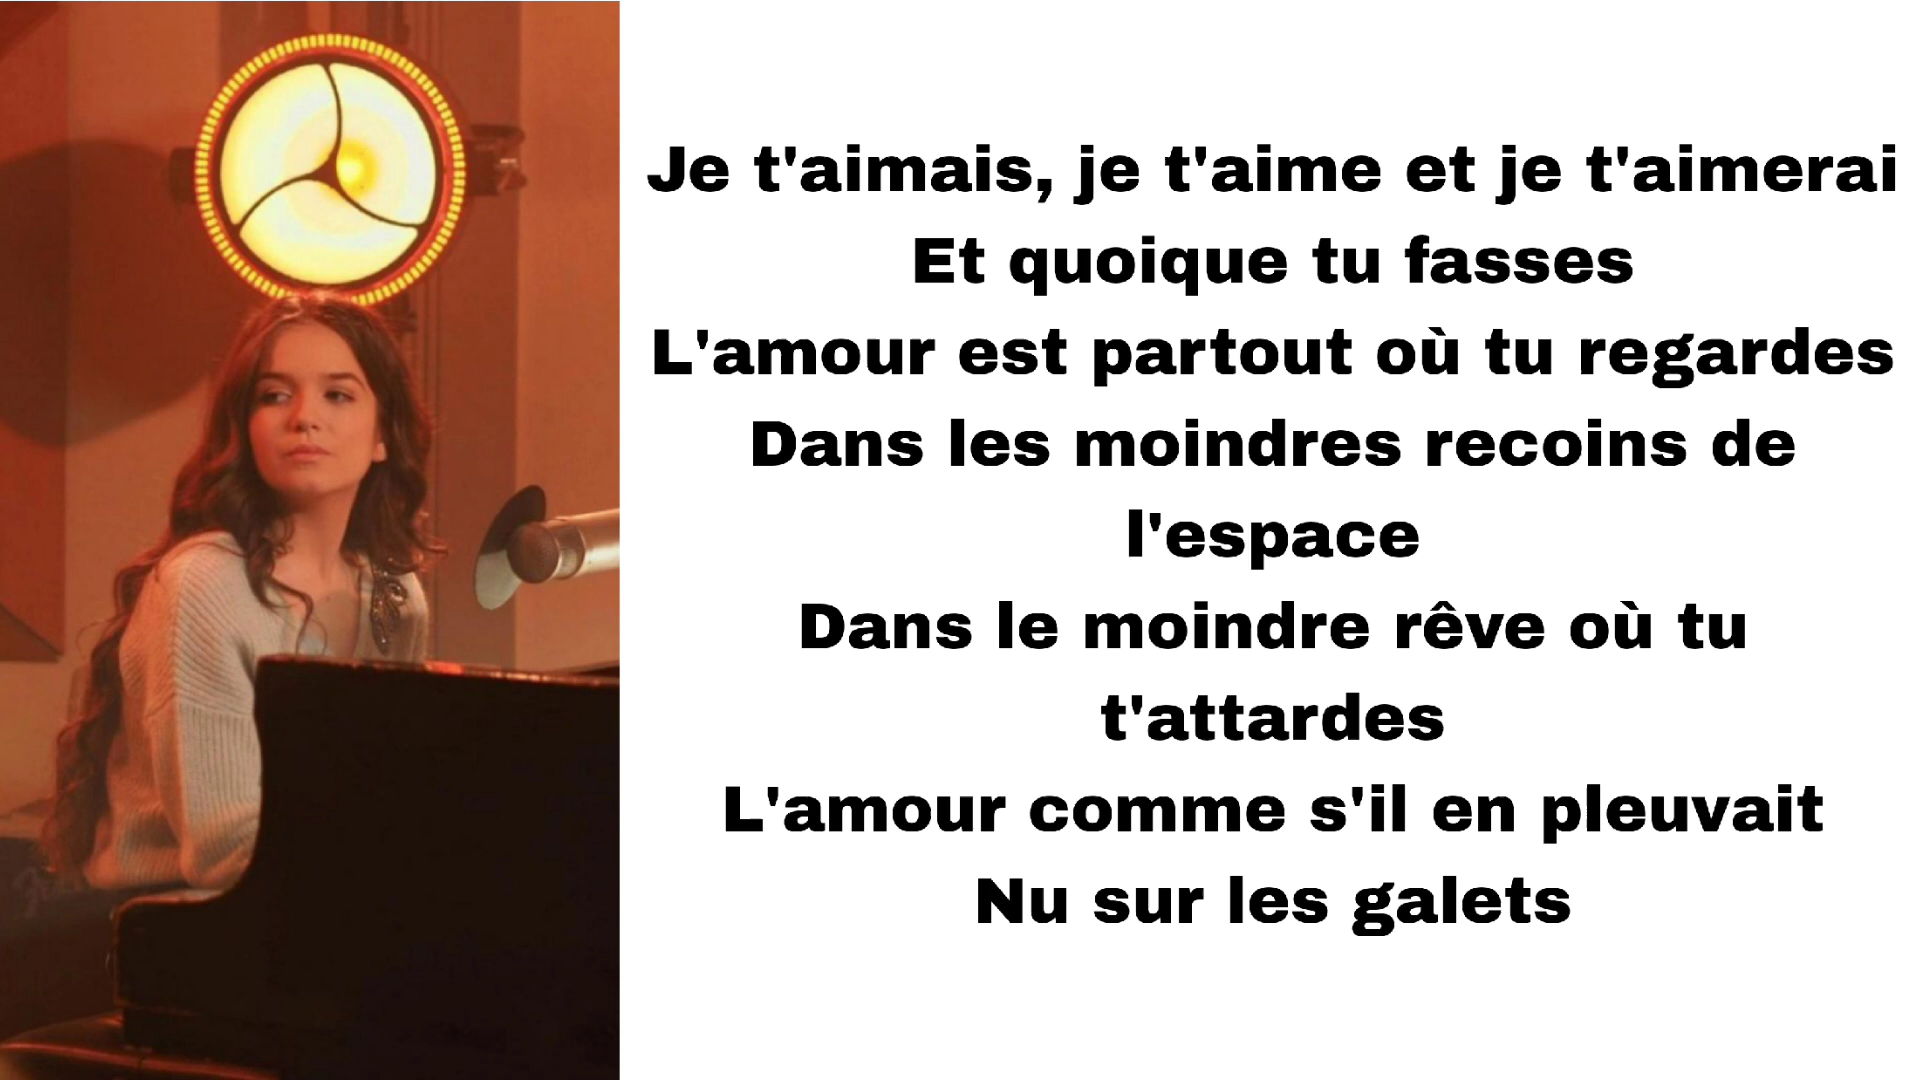 Je t'aimais, je t'aime et je t'aimerai
Et quoique tu fasses
L'amour est partout où tu regardes
Dans les moindres recoins de
l'espace
Dans le moindre rêve où tu
t'attardes
L'amour comme s'il en pleuvait
Nu sur les galets